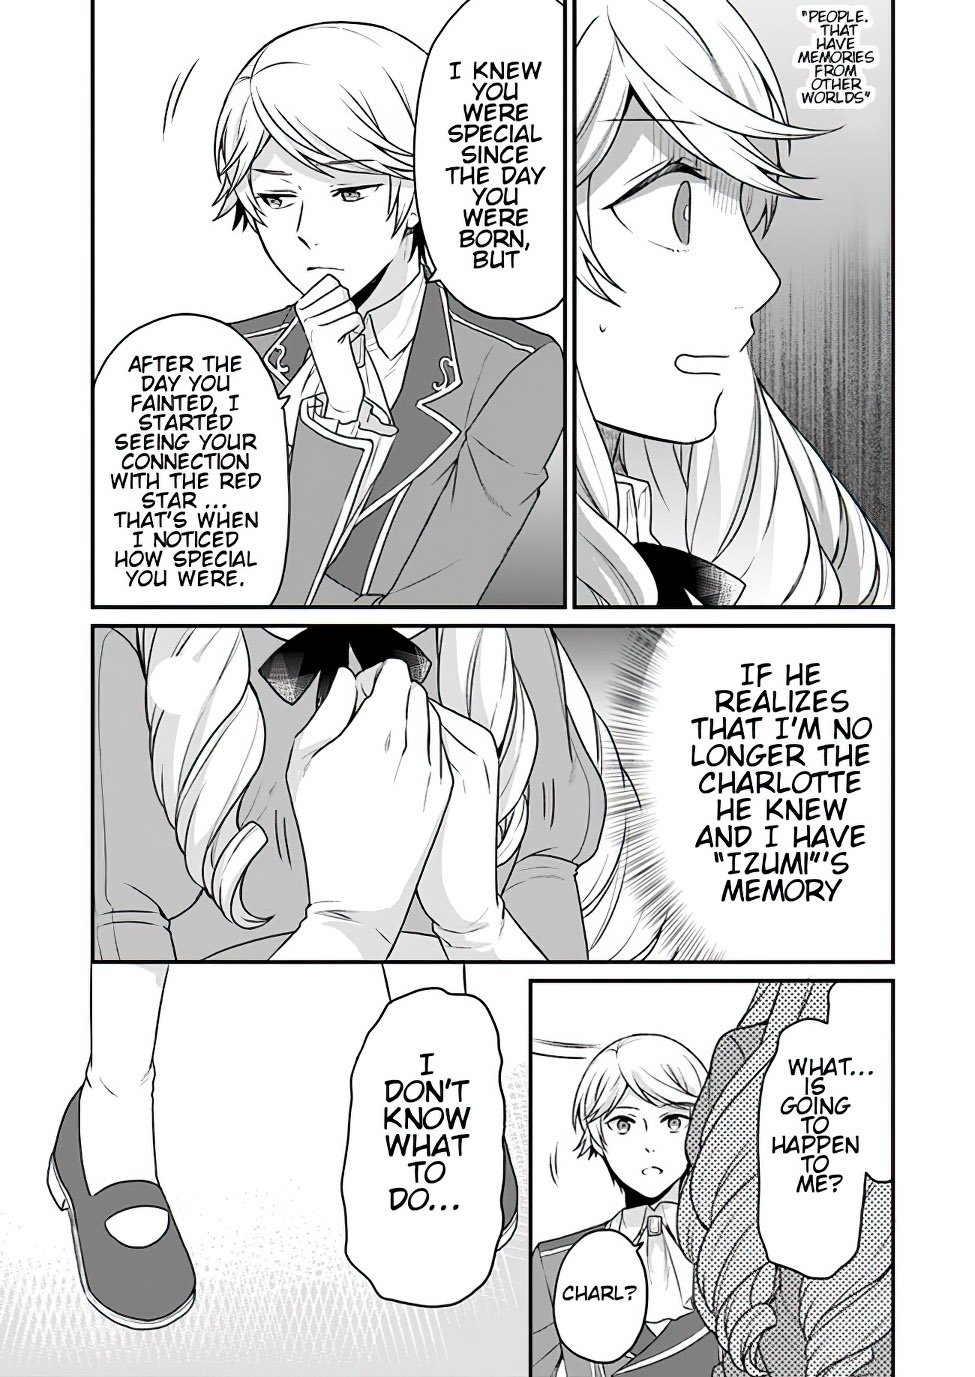 "PEOPLE.
THAT
HAVE
MEMORIES
FROM
OTHER
WORLDS"
I KNEW
YOU
WERE
SPECIAL
SINCE
THE DAY
YOU
WERE
BORN,
BUT
AFTER THE
DAY YOU
FAINTED, I
STARTED
SEEING YOUR
CONNECTION
WITH THE RED
STAR ...
THAT'S WHEN
I NOTICED
HOW SPECIAL
YOU WERE.
IF HE
REALIZES
THAT I'M NO
LONGER THE
CHARLOTTE
HE KNEW
AND I HAVE
"IZUMI"'S
MEMORY
WHAT...
IS
GOING
TO
HAPPEN
TO
ME?
CHARL?
I
DON'T
KNOW
WHAT
TO
DO...